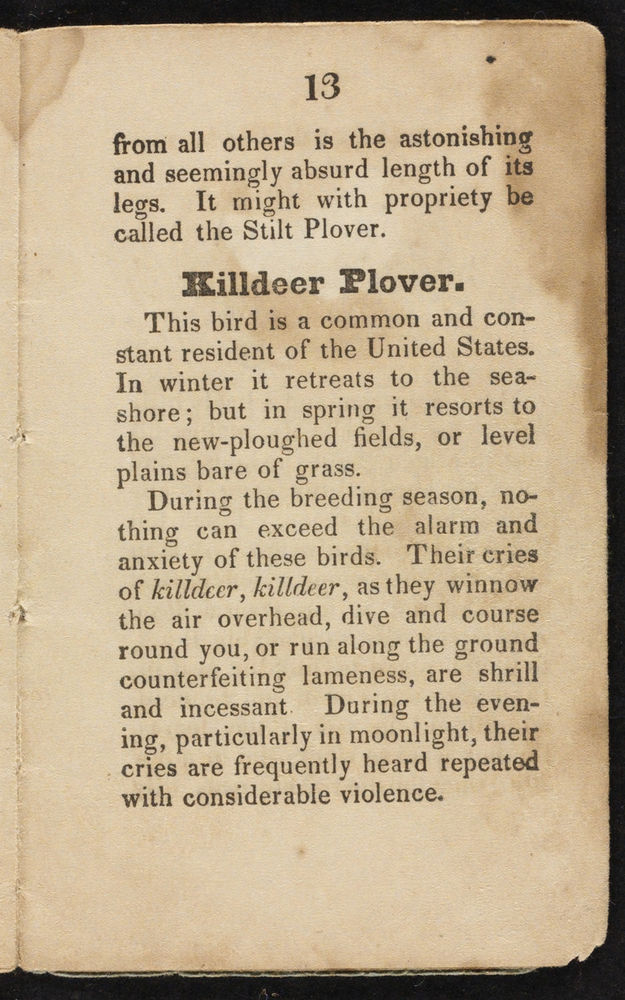 13
from all others is the astonishing
and seemingly absurd length of its
legs. It might with propriety be
called the Stilt Plover.
Killdeer Plover.
This bird is a common and con-
stant resident of the United States.
In winter it retreats to the sea-
shore; but in spring it resorts to
the new-ploughed fields, or level
plains bare of grass.
During the breeding season, no-
thing can exceed the alarm and
anxiety of these birds. Their cries
of killdeer, killdeer, as they winnow
the air overhead, dive and course
round you, or run along the ground
counterfeiting lameness, are shrill
and incessant. During the even-
ing, particularly in moonlight, their
cries are frequently heard repeated
with considerable violence.